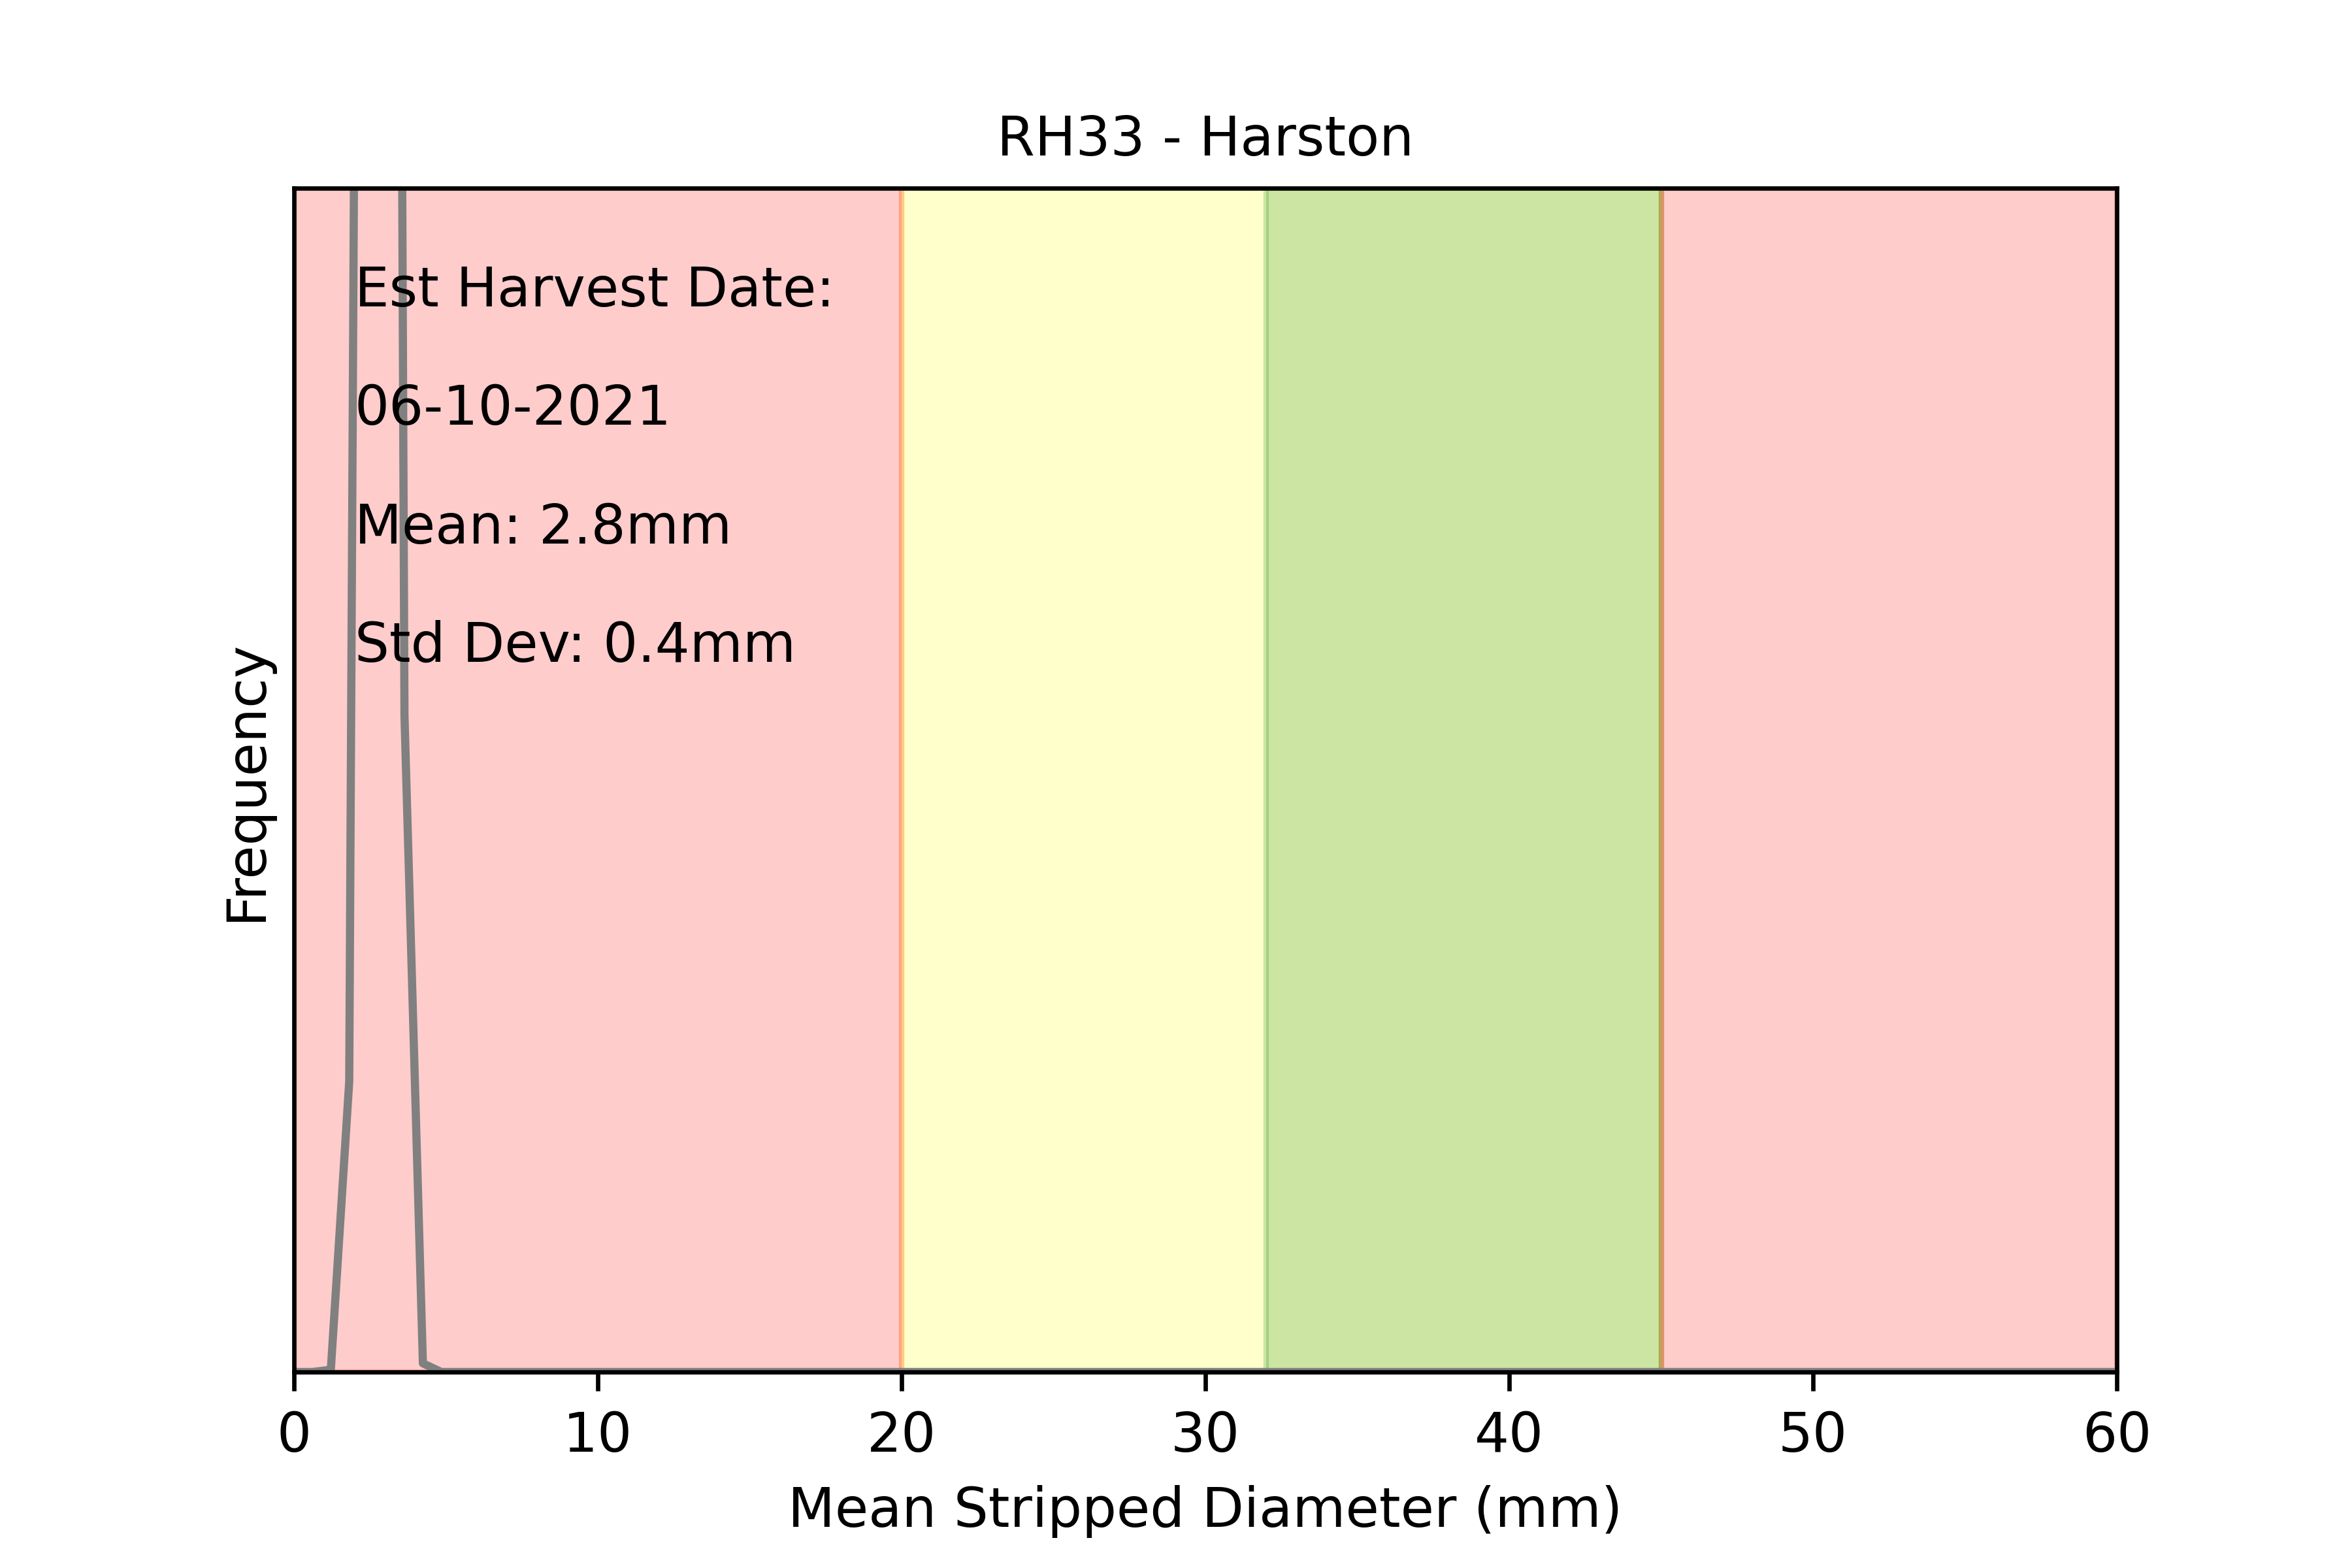 RH33 - Harston
Est Harvest Date:
06-10-2021
Mean: 2.8mm
Std Dev: 0.4mm
Frequency
0 10 20 30 40 50 60
Mean Stripped Diameter (mm)